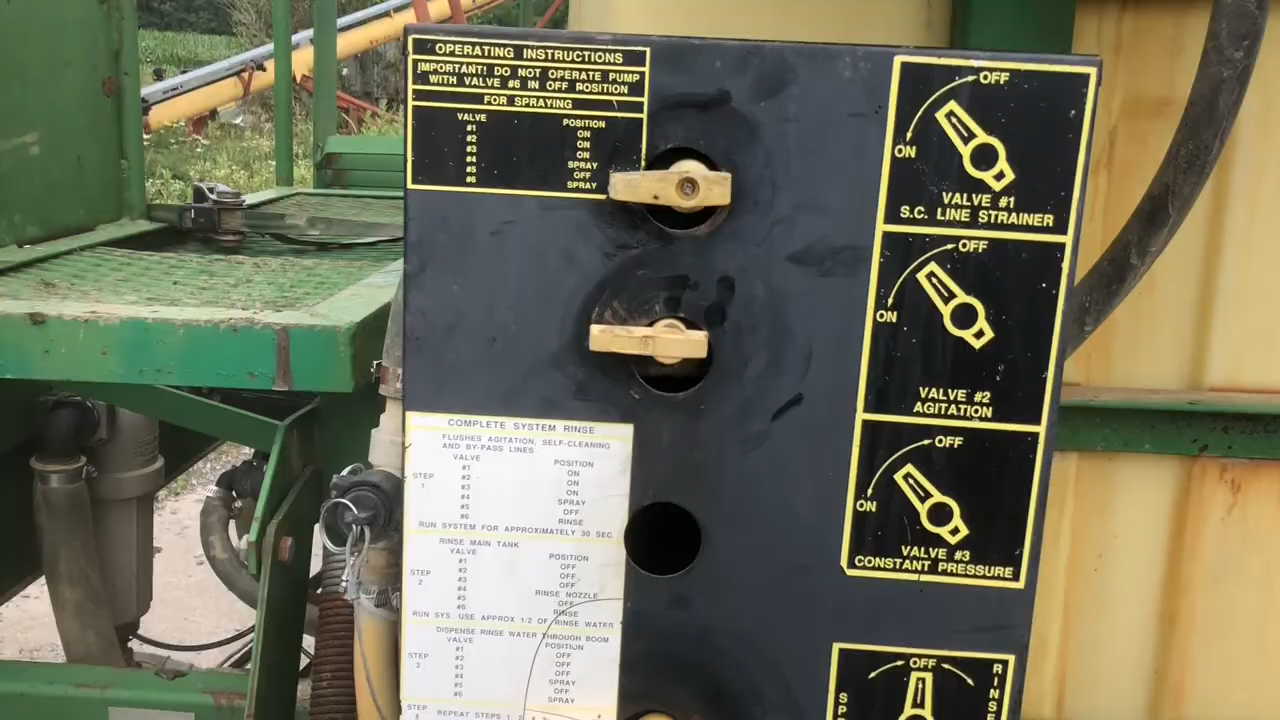 OPERATING INSTRUCTIONS
IMPORTANT! DO NOT OPERATE PUMP
WITH VALVE #6 IN OFF POSITION
FOR SPRAYING
VALVE POSITION
#1 ON
#2 ON
#3 ON
#4 SPRAY
#5 OFF
#6 SPRAY
COMPLETE SYSTEM RINSE
FLUSHES AGITATION, SELF-CLEANING
AND BY-PASS LINES
VALVE POSITION
STEP 1
#1 ON
#2 ON
#3 ON
#4 SPRAY
#5 OFF
#6 RINSE
RUN SYSTEM FOR APPROXIMATELY 30 SEC.
RINSE MAIN TANK
VALVE POSITION
STEP 2
#1 OFF
#2 OFF
#3 OFF
#4 RINSE NOZZLE
#5 OFF
#6 RINSE
RUN SYS. USE APPROX 1/2 OF RINSE WATER
DISPENSE RINSE WATER THROUGH BOOM
VALVE POSITION
STEP 3
#1 OFF
#2 OFF
#3 OFF
#4 SPRAY
#5 OFF
#6 SPRAY
STEP
REPEAT STEPS 1, 2
OFF
ON
VALVE #1
S.C. LINE STRAINER
OFF
ON
VALVE #2
AGITATION
OFF
ON
VALVE #3
CONSTANT PRESSURE
OFF
RINSE